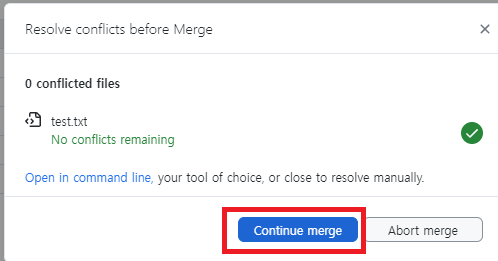 Resolve conflicts before Merge
0 conflicted files
test.txt
No conflicts remaining
Open in command line, your tool of choice, or close to resolve manually.
Continue merge
Abort merge